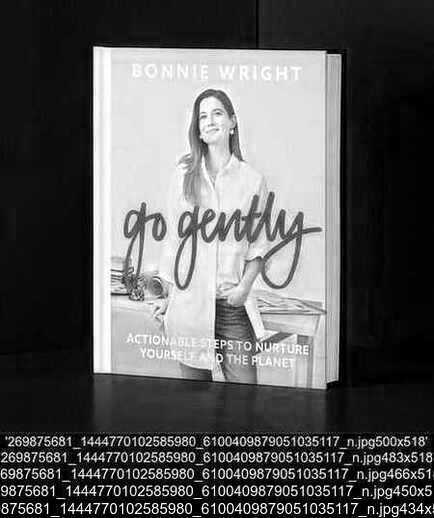 BONNIE WRIGHT
go gently
ACTIONABLE STEPS TO NURTURE
YOURSELF AND THE PLANET
'269875681_1444770102585980_6100409879051035117_n.jpg500x518'
269875681_1444770102585980_6100409879051035117_n.jpg483x518
69875681_1444770102585980_6100409879051035117_n.jpg466x51
9875681_1444770102585980_6100409879051035117_n.jpg450x5
875681_1444770102585980_6100409879051035117_n.jpg434x5